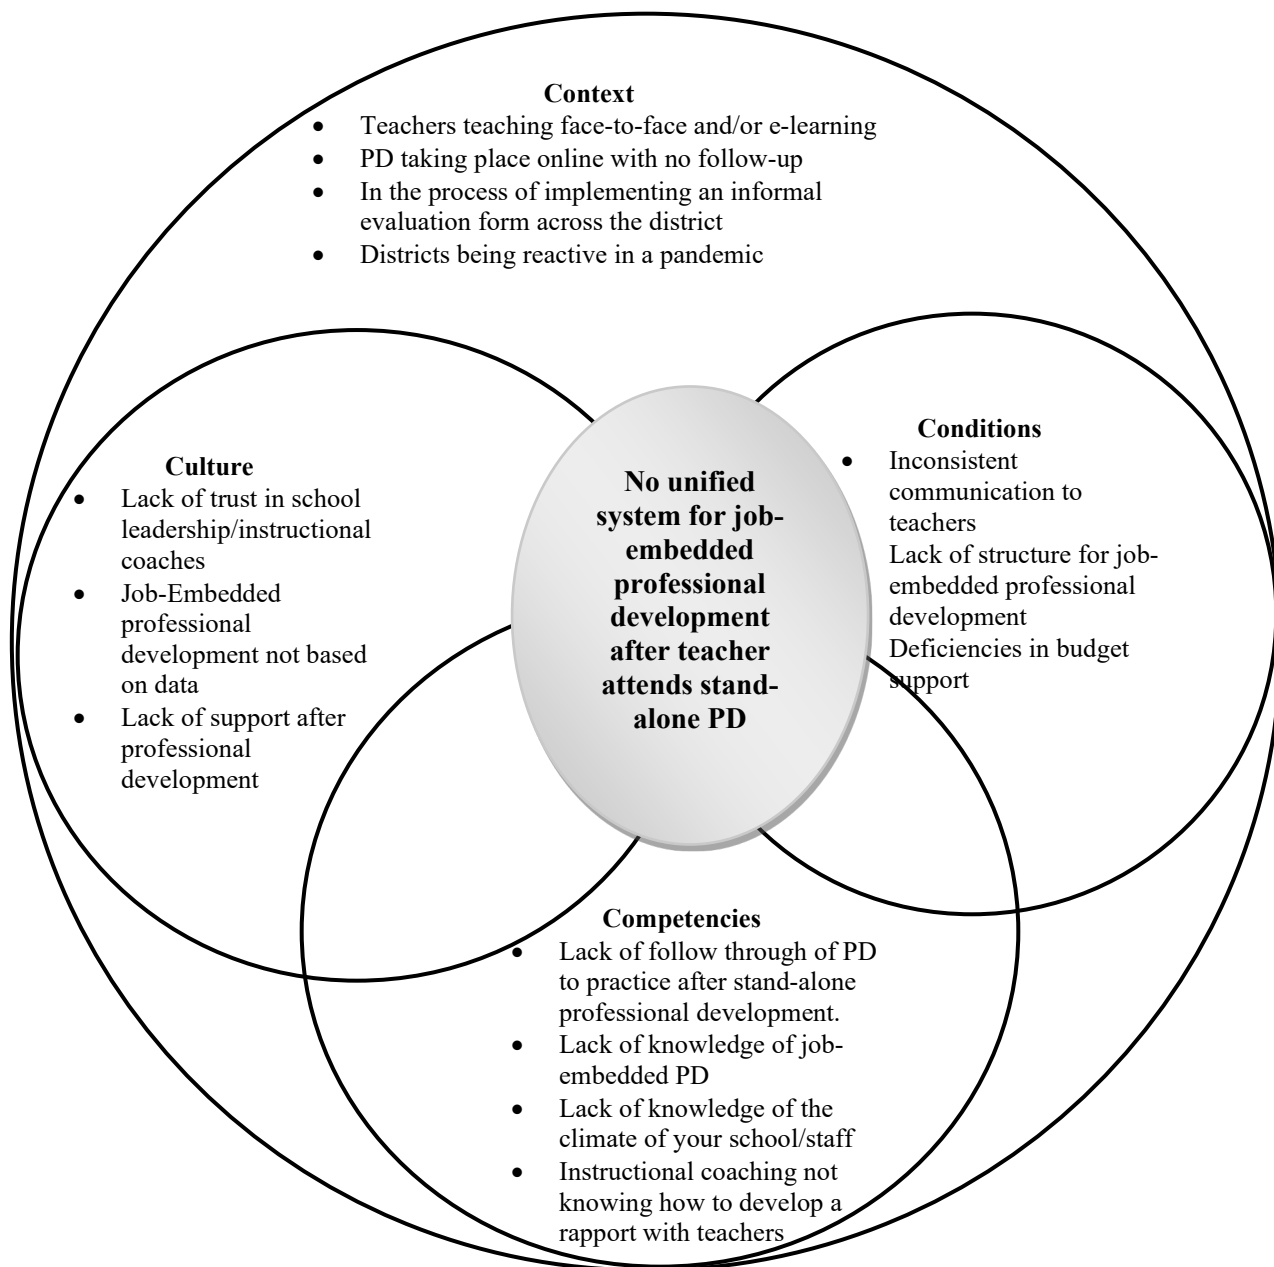 Context
• Teachers teaching face-to-face and/or e-learning
• PD taking place online with no follow-up
• In the process of implementing an informal
evaluation form across the district
• Districts being reactive in a pandemic
Culture
• Lack of trust in school
leadership/instructional
coaches
• Job-Embedded
professional
development not based
on data
• Lack of support after
professional
development
No unified
system for job-
embedded
professional
development
after teacher
attends stand-
alone PD
Conditions
• Inconsistent
communication to
teachers
Lack of structure for job-
embedded professional
development
Deficiencies in budget
support
Competencies
• Lack of follow through of PD
to practice after stand-alone
professional development.
• Lack of knowledge of job-
embedded PD
• Lack of knowledge of the
climate of your school/staff
• Instructional coaching not
knowing how to develop a
rapport with teachers